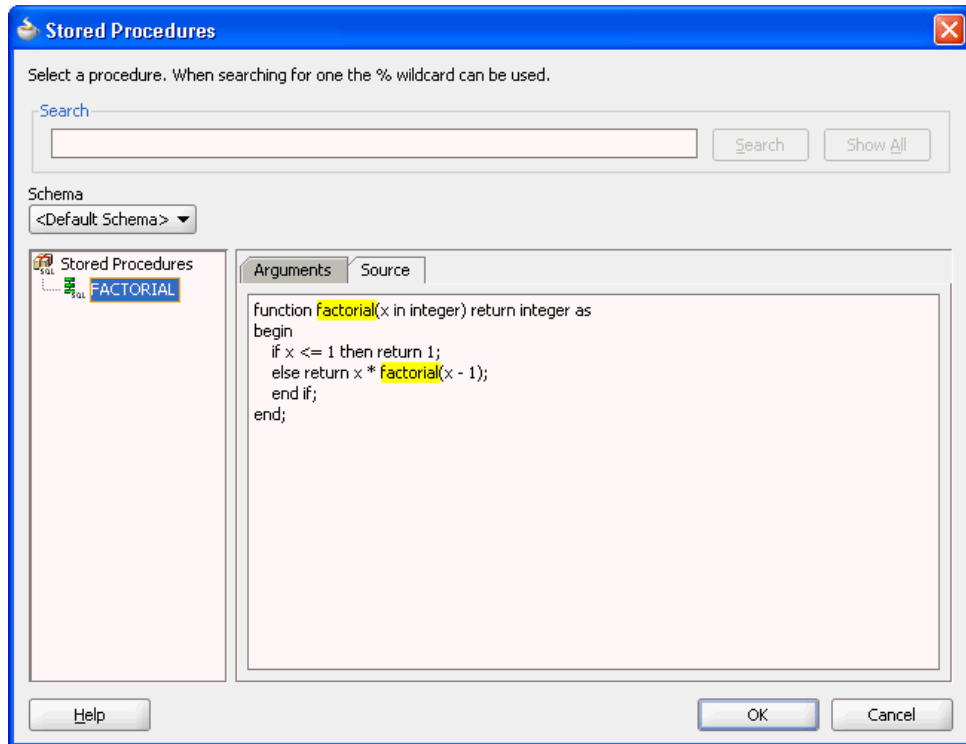 Stored Procedures
Select a procedure. When searching for one the % wildcard can be used.
Search
Search
Show All
Schema
<Default Schema>
Stored Procedures
FACTORIAL
Arguments
Source
function factorial(x in integer) return integer as
begin
if x <= 1 then return 1;
else return x * factorial(x - 1);
end if;
end;
Help
OK
Cancel